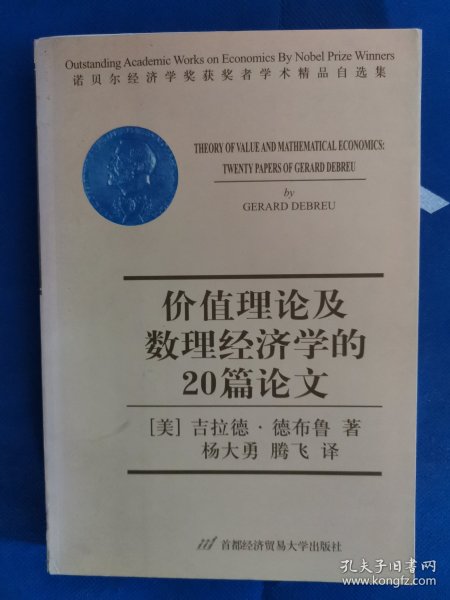 Outstanding Academic Works on Economics By Nobel Prize Winners
诺贝尔经济学奖获奖者学术精品自选集
THEORY OF VALUE AND MATHEMATICAL ECONOMICS:
TWENTY PAPERS OF GERARD DEBREU
by
GERARD DEBREU
价值理论及
数理经济学的
20篇论文
[美] 吉拉德·德布鲁 著
杨大勇 腾飞 译
首都经济贸易大学出版社
孔夫子旧书网
www.kongfz.com